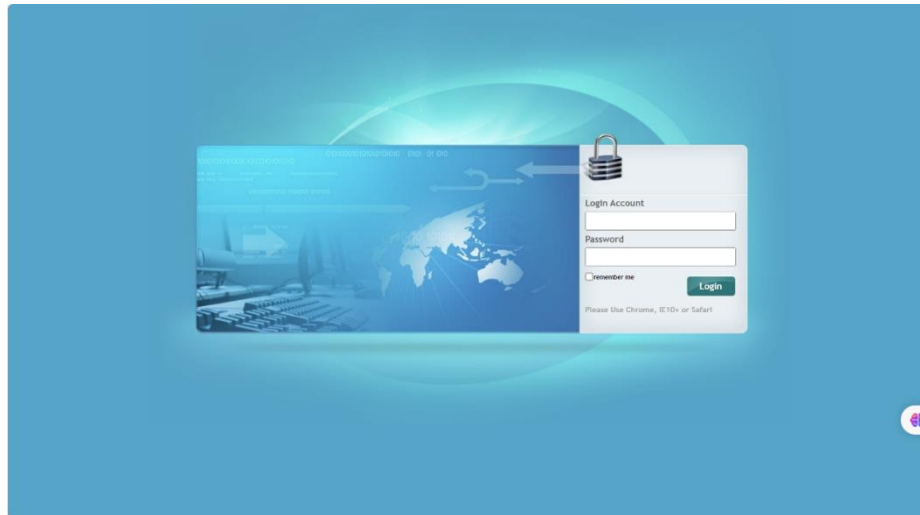 Login Account
Password
remember me
Login
Please Use Chrome, IE10+ or Safari